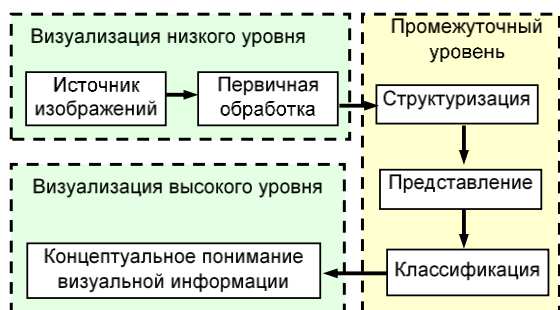 Визуализация низкого уровня
Источник
изображений
Первичная
обработка
Промежуточный
уровень
Структуризация
Представление
Классификация
Визуализация высокого уровня
Концептуальное понимание
визуальной информации